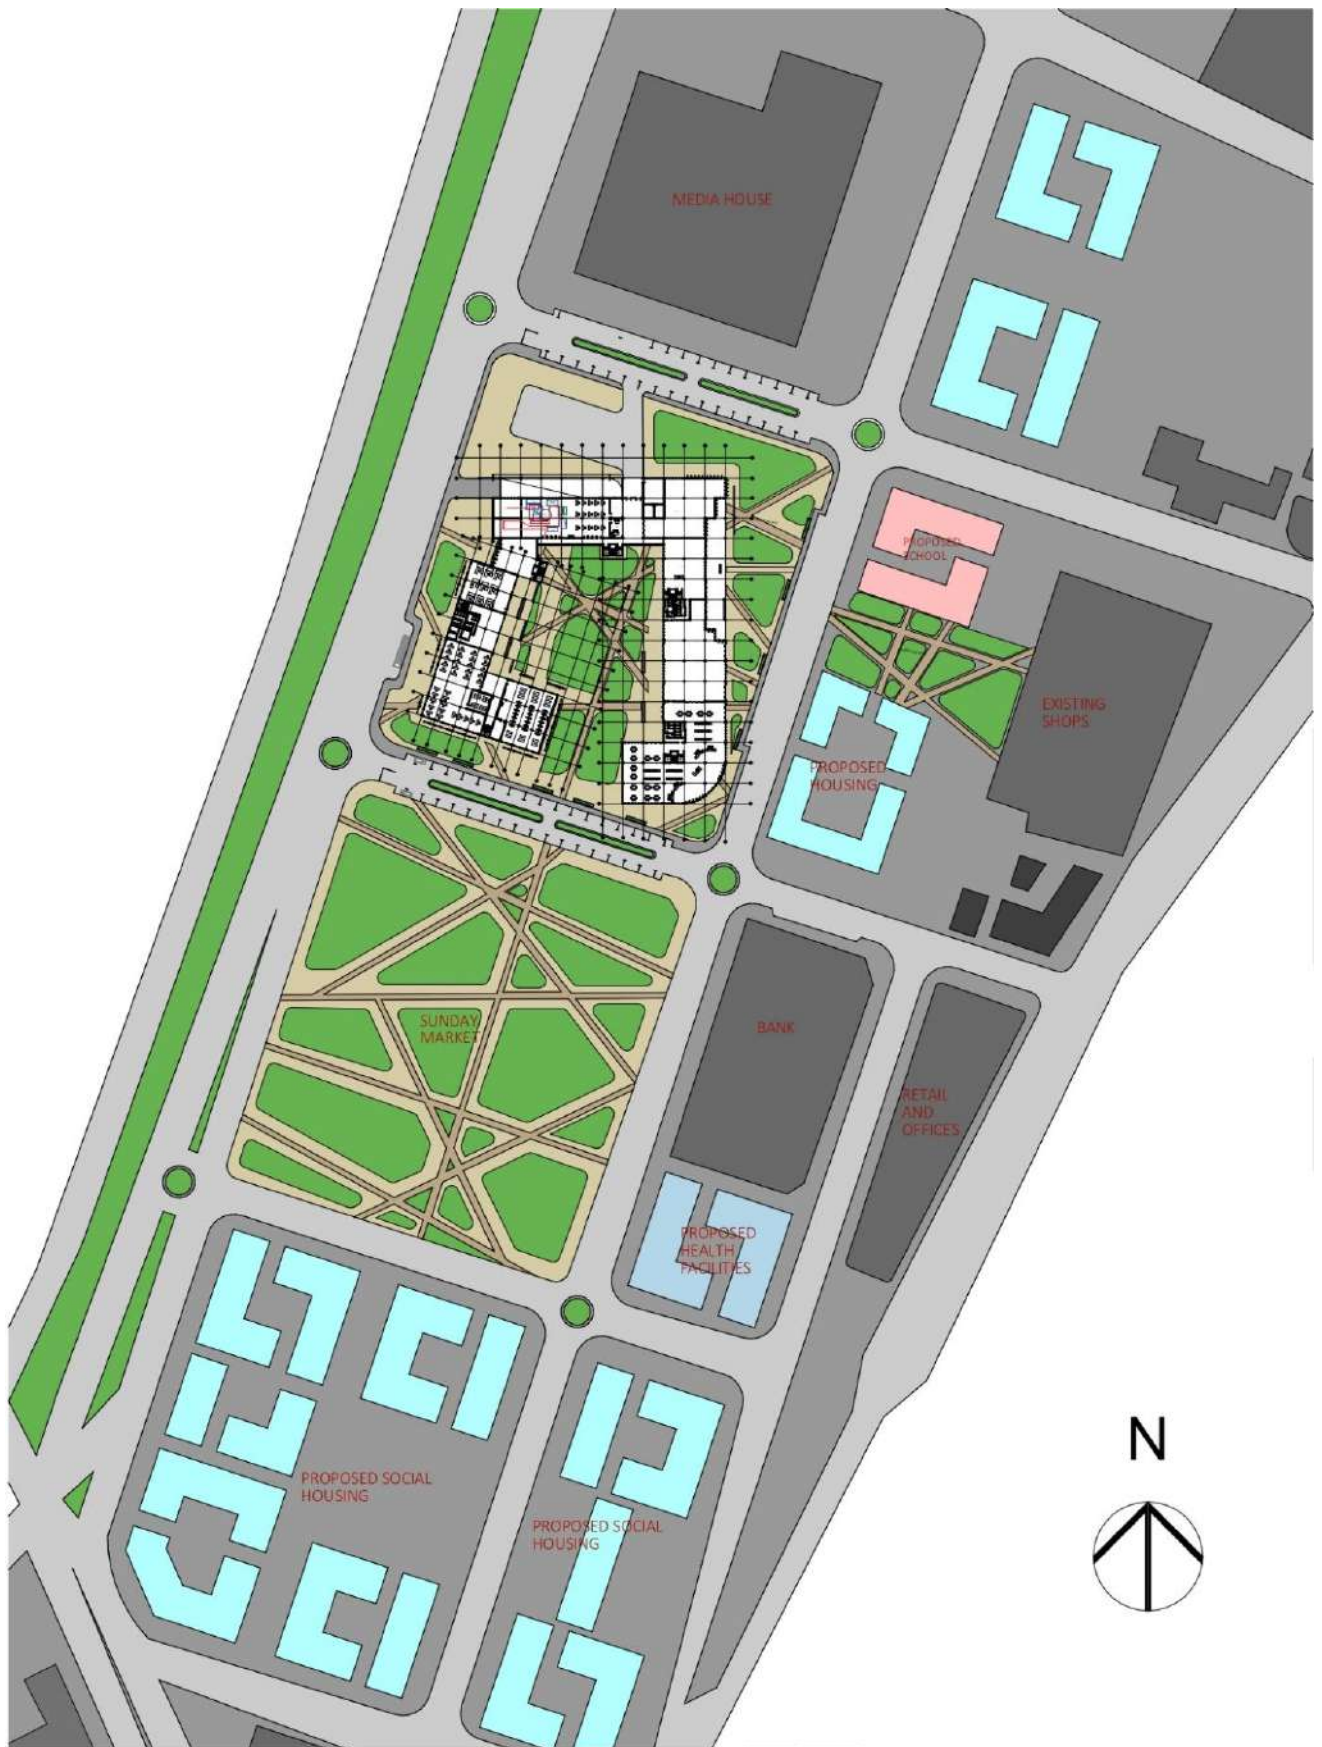 MEDIA HOUSE
PROPOSED
SCHOOL
EXISTING
SHOPS
PROPOSED
HOUSING
SUNDAY
MARKET
BANK
RETAIL
AND
OFFICES
PROPOSED
HEALTH
FACILITIES
PROPOSED SOCIAL
HOUSING
PROPOSED SOCIAL
HOUSING
N